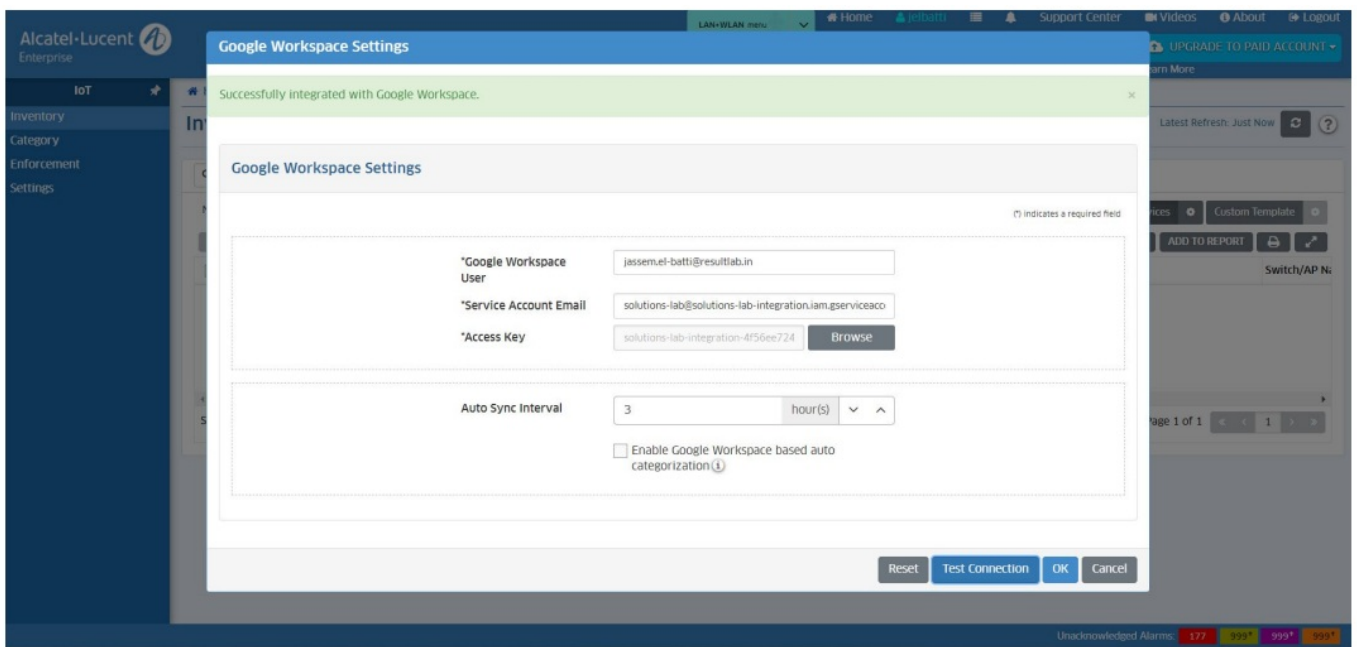 LAN+WLAN menu
Home
jelbatti
Support Center
Videos
About
Logout
Alcatel·Lucent
Enterprise
Google Workspace Settings
UPGRADE TO PAID ACCOUNT
arn More
IoT
Successfully integrated with Google Workspace.
×
Inventory
Category
Enforcement
Settings
In
Latest Refresh: Just Now
?
Google Workspace Settings
(*) indicates a required field
Custom Template
ADD TO REPORT
Switch/AP Na
*Google Workspace
User
jassem.el-batti@resultlab.in
*Service Account Email
solutions-lab@solutions-lab-integration.iam.gserviceaco
*Access Key
solutions-lab-integration-4f56ee724
Browse
Auto Sync Interval
3
hour(s)
Page 1 of 1
1
Enable Google Workspace based auto
categorization
Reset
Test Connection
OK
Cancel
Unacknowledged Alarms:
177
999+
999+
999+